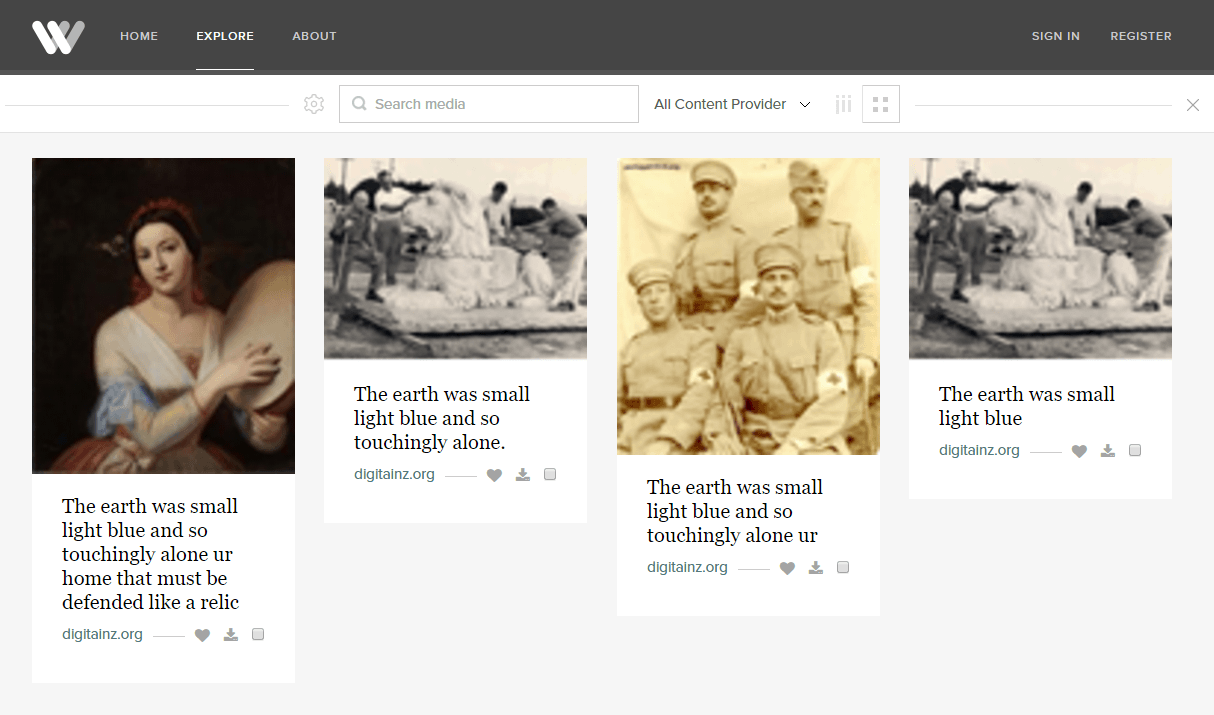 HOME EXPLORE ABOUT SIGN IN REGISTER
Search media All Content Provider
The earth was small
light blue and so
touchingly alone ur
home that must be
defended like a relic
digitainz.org
The earth was small
light blue and so
touchingly alone.
digitainz.org
The earth was small
light blue and so
touchingly alone ur
digitainz.org
The earth was small
light blue
digitainz.org